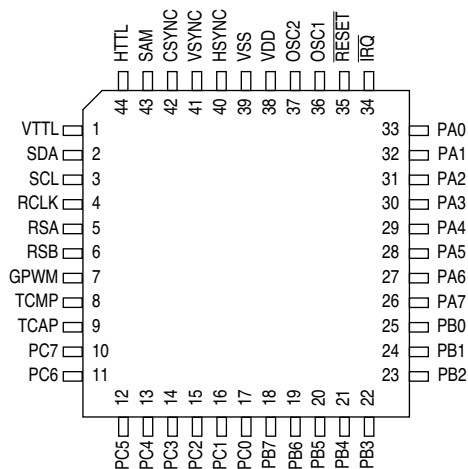 HTTL SAM CSYNC VSYNC HSYNC VSS VDD OSC2 OSC1 RESET IRQ
44 43 42 41 40 39 38 37 36 35 34
VTTL 1 33 PA0
SDA 2 32 PA1
SCL 3 31 PA2
RCLK 4 30 PA3
RSA 5 29 PA4
RSB 6 28 PA5
GPWM 7 27 PA6
TCMP 8 26 PA7
TCAP 9 25 PB0
PC7 10 24 PB1
PC6 11 23 PB2
12 13 14 15 16 17 18 19 20 21 22
PC5 PC4 PC3 PC2 PC1 PC0 PB7 PB6 PB5 PB4 PB3